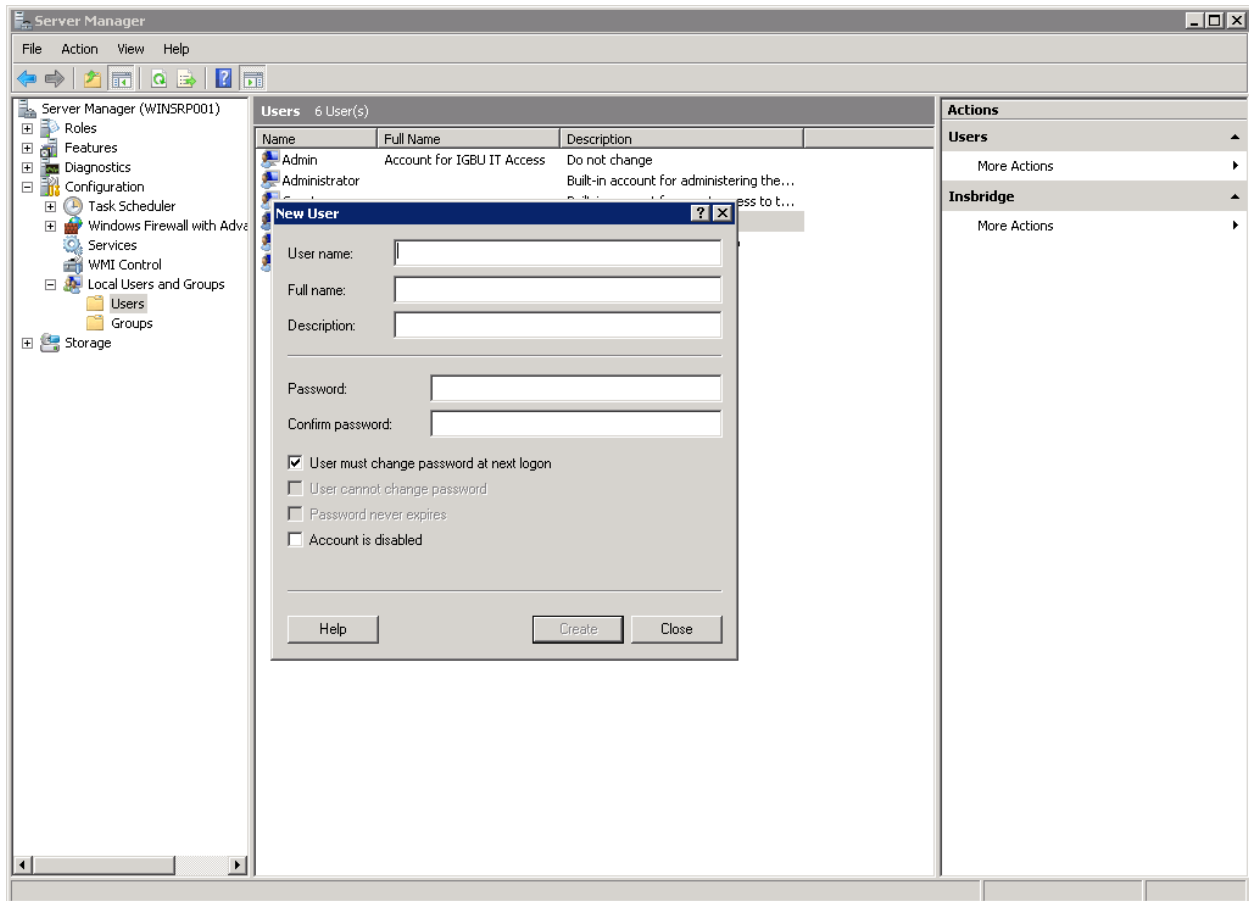 Server Manager
File Action View Help
Server Manager (WINSRP001)
Roles
Features
Diagnostics
Configuration
Task Scheduler
Windows Firewall with Adva
Services
WMI Control
Local Users and Groups
Users
Groups
Storage
Users 6 User(s)
Name Full Name Description
Admin Account for IGBU IT Access Do not change
Administrator Built-in account for administering the...
ess to t...
New User
User name:
Full name:
Description:
Password:
Confirm password:
User must change password at next logon
User cannot change password
Password never expires
Account is disabled
Help Create Close
Actions
Users
More Actions
Insbridge
More Actions